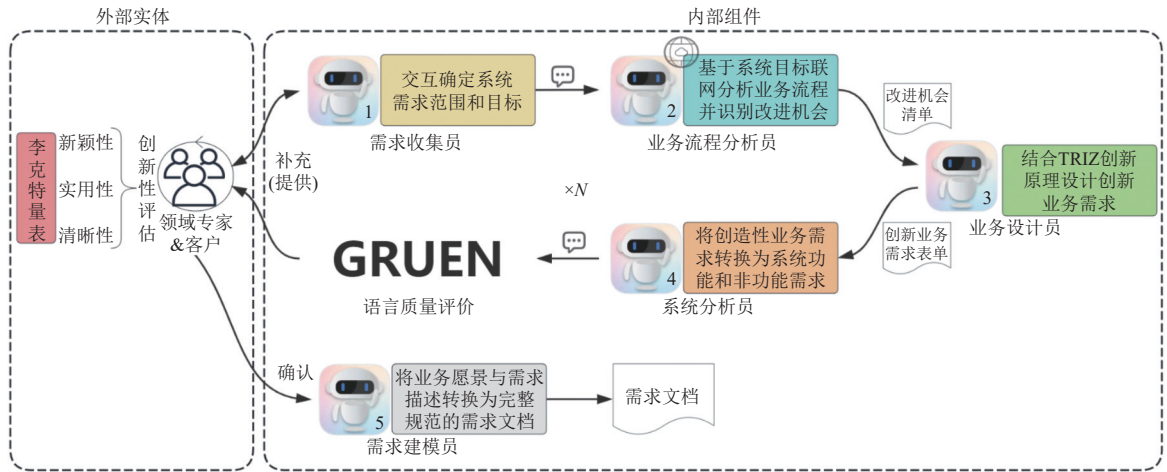 外部实体
内部组件
李克特量表
新颖性
实用性
清晰性
创新性评估
领域专家
&客户
补充
(提供)
1
交互确定系统
需求范围和目标
需求收集员
2
基于系统目标联
网分析业务流程
并识别改进机会
业务流程分析员
改进机会
清单
3
结合TRIZ创新
原理设计创新
业务需求
业务设计员
×N
创新业务
需求表单
4
将创造性业务需
求转换为系统功
能和非功能需求
系统分析员
GRUEN
语言质量评价
确认
5
将业务愿景与需求
描述转换为完整
规范的需求文档
需求建模员
需求文档